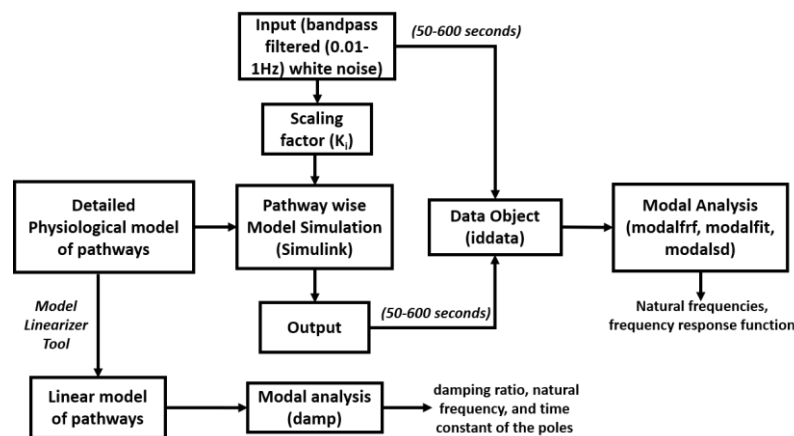 Input (bandpass
filtered (0.01-
1Hz) white noise)
(50-600 seconds)
Scaling
factor (Ki)
Detailed
Physiological model
of pathways
Pathway wise
Model Simulation
(Simulink)
Data Object
(iddata)
Modal Analysis
(modalfrf, modalfit,
modalsd)
Model
Linearizer
Tool
Output
(50-600 seconds)
Natural frequencies,
frequency response function
Linear model
of pathways
Modal analysis
(damp)
damping ratio, natural
frequency, and time
constant of the poles